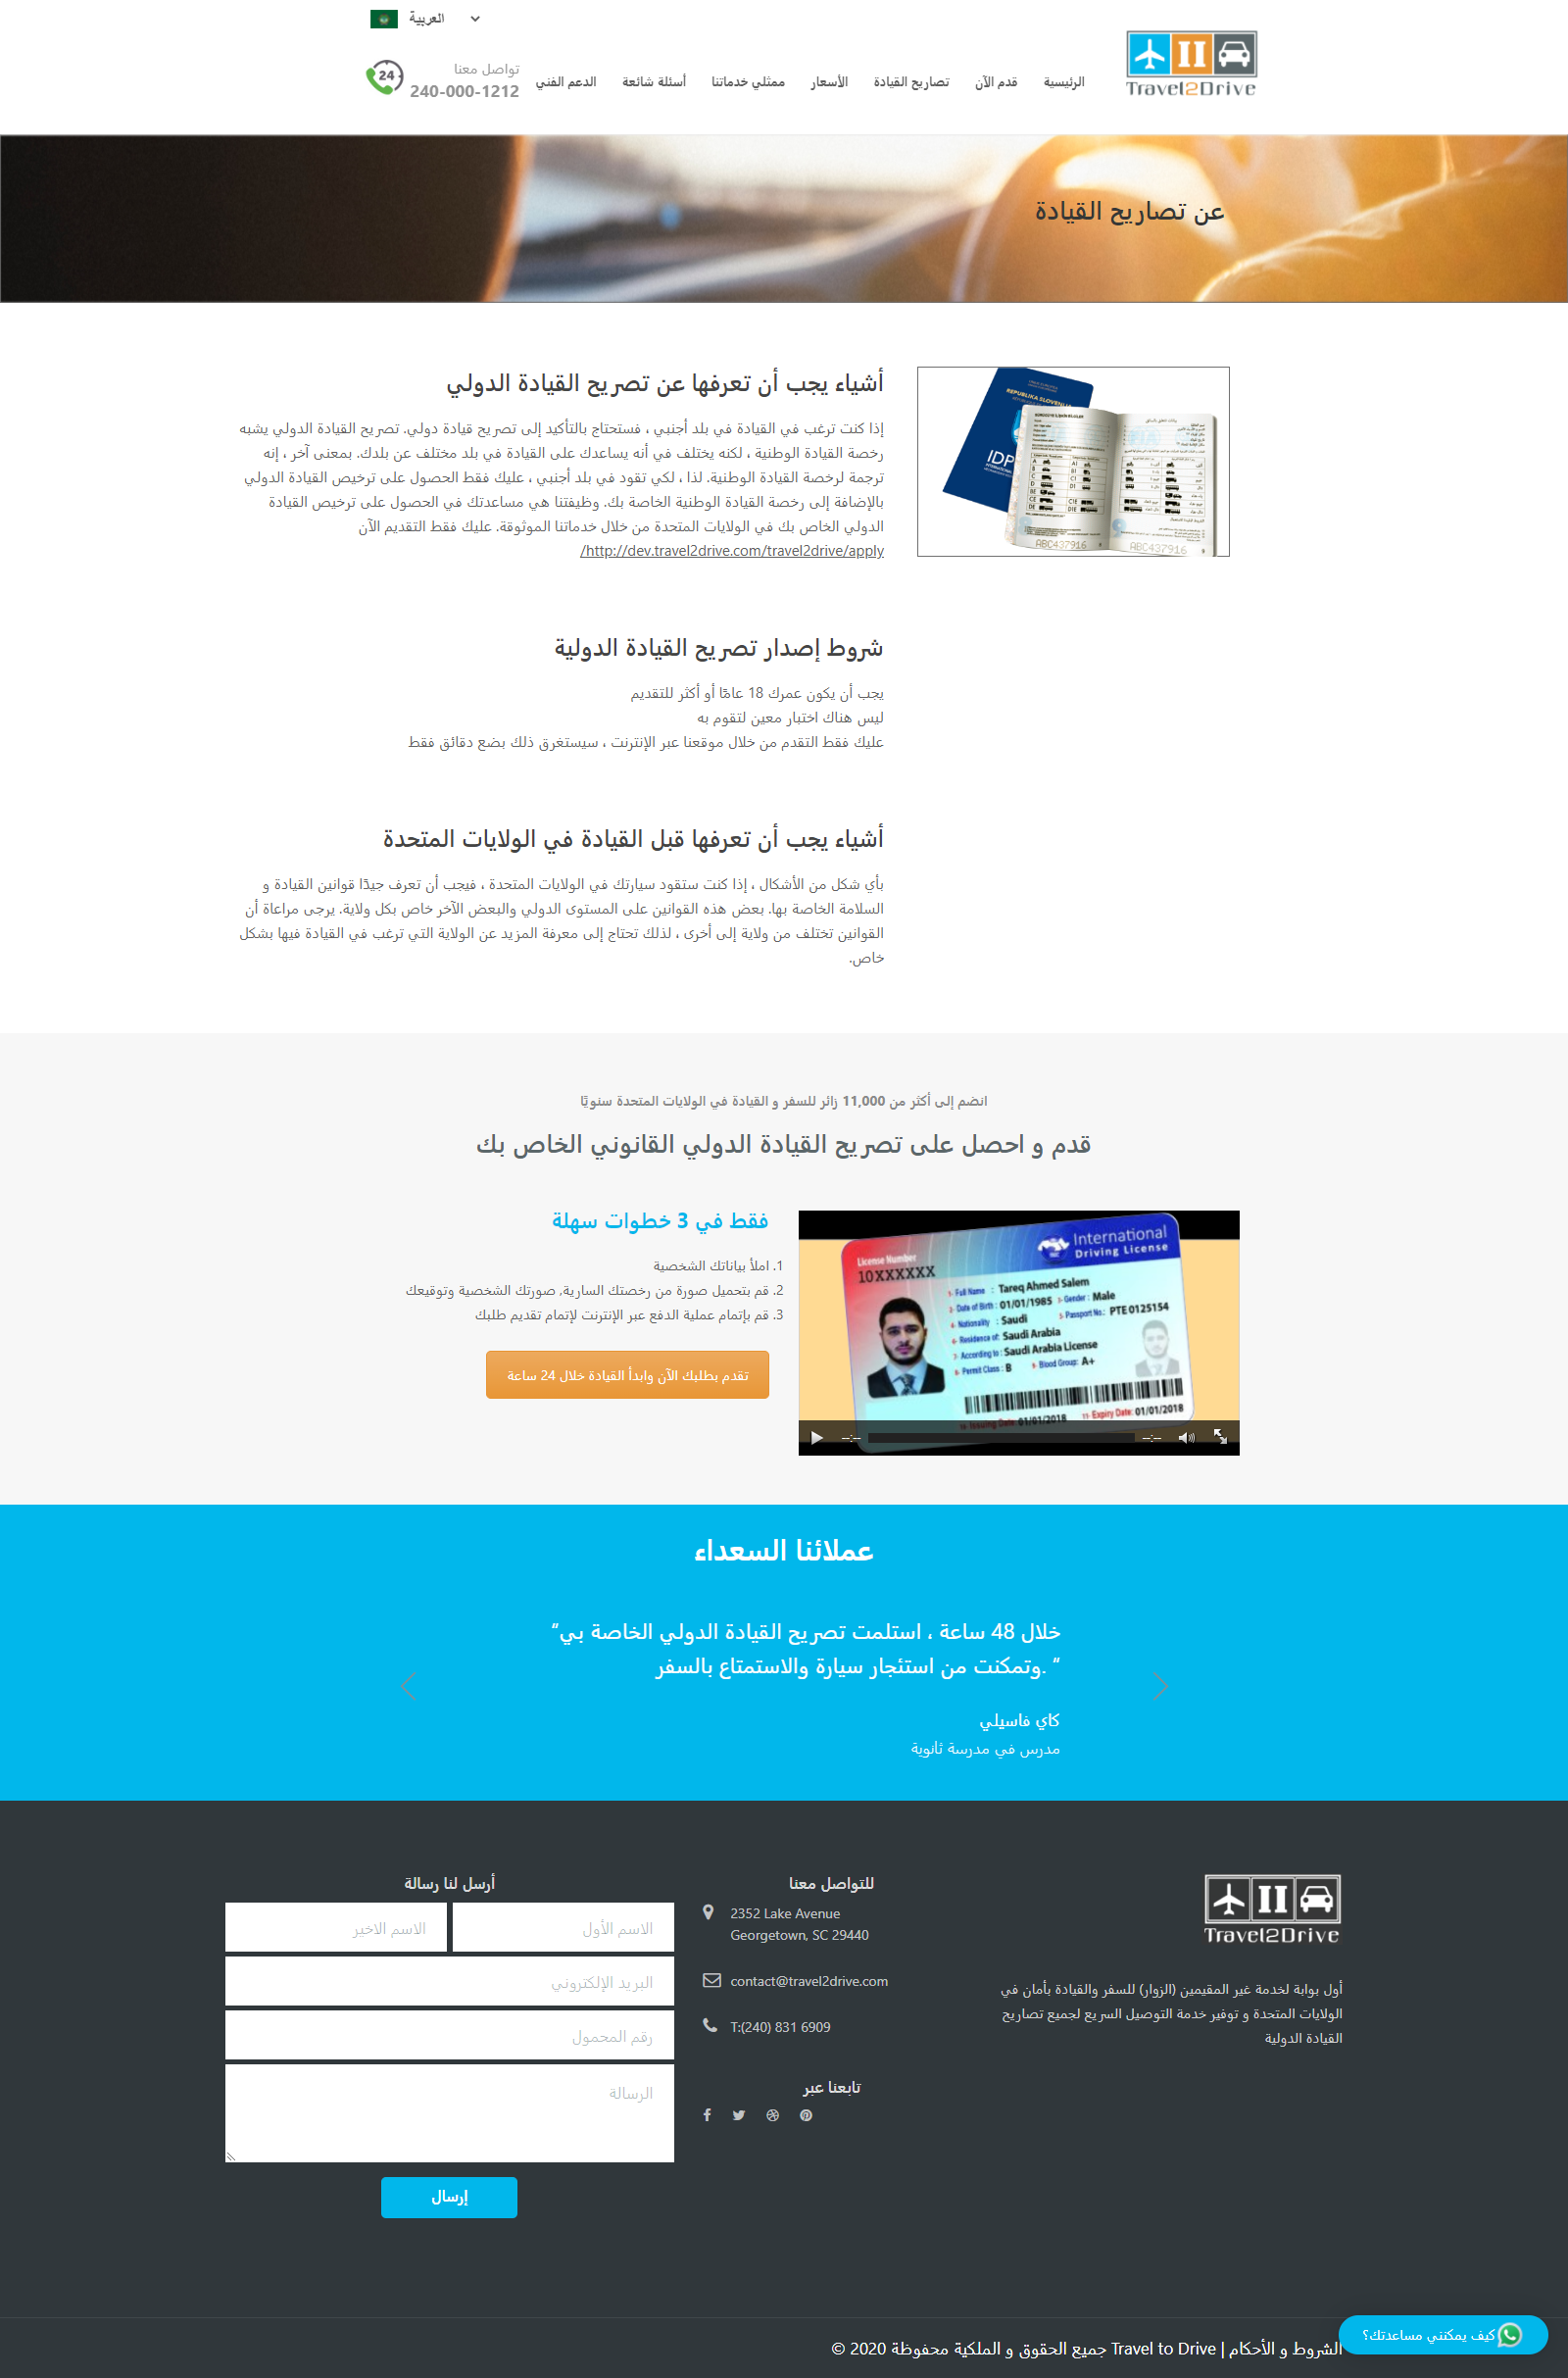 العربية
Travel2Drive
الرئيسية
قدم الآن
تصاريح القيادة
الأسعار
ممثلي خدماتنا
أسئلة شائعة
الدعم الفني
تواصل معنا
240-000-1212
24
عن تصاريح القيادة
REPUBLIKA SLOVENIJA
IDP
ABC437916
ABC437916
أشياء يجب أن تعرفها عن تصريح القيادة الدولي
إذا كنت ترغب في القيادة في بلد أجنبي ، فستحتاج بالتأكيد إلى تصريح قيادة دولي. تصريح القيادة الدولي يشبه
رخصة القيادة الوطنية ، لكنه يختلف في أنه يساعدك على القيادة في بلد مختلف عن بلدك. بمعنى آخر ، إنه
ترجمة لرخصة القيادة الوطنية. لذا ، لكي تقود في بلد أجنبي ، عليك فقط الحصول على ترخيص القيادة الدولي
بالإضافة إلى رخصة القيادة الوطنية الخاصة بك. وظيفتنا هي مساعدتك في الحصول على ترخيص القيادة
الدولي الخاص بك في الولايات المتحدة من خلال خدماتنا الموثوقة. عليك فقط التقديم الآن
http://dev.travel2drive.com/travel2drive/apply/
شروط إصدار تصريح القيادة الدولية
يجب أن يكون عمرك 18 عامًا أو أكثر للتقديم
ليس هناك اختبار معين لتقوم به
عليك فقط التقدم من خلال موقعنا عبر الإنترنت ، سيستغرق ذلك بضع دقائق فقط
أشياء يجب أن تعرفها قبل القيادة في الولايات المتحدة
بأي شكل من الأشكال ، إذا كنت ستقود سيارتك في الولايات المتحدة ، فيجب أن تعرف جيدًا قوانين القيادة و
السلامة الخاصة بها. بعض هذه القوانين على المستوى الدولي والبعض الآخر خاص بكل ولاية. يرجى مراعاة أن
القوانين تختلف من ولاية إلى أخرى ، لذلك تحتاج إلى معرفة المزيد عن الولاية التي ترغب في القيادة فيها بشكل
خاص.
انضم إلى أكثر من 11,000 زائر للسفر و القيادة في الولايات المتحدة سنويًا
قدم و احصل على تصريح القيادة الدولي القانوني الخاص بك
International
Driving License
License Number
10XXXXXX
1- Full Name : Tareq Ahmed Salem
2- Date of Birth : 01/01/1985 3- Gender : Male
4- Nationality : Saudi 5- Passport No.: PTE 0125154
6- Residence of: Saudi Arabia
7- According to : Saudi Arabia License
8- Permit Class : B 9- Blood Group: A+
10- Issuing Date: 01/01/2018 11- Expiry Date: 01/01/2018
--:--
--:--
فقط في 3 خطوات سهلة
1. املأ بياناتك الشخصية
2. قم بتحميل صورة من رخصتك السارية, صورتك الشخصية وتوقيعك
3. قم بإتمام عملية الدفع عبر الإنترنت لإتمام تقديم طلبك
تقدم بطلبك الآن وابدأ القيادة خلال 24 ساعة
عملائنا السعداء
خلال 48 ساعة ، استلمت تصريح القيادة الدولي الخاصة بي“
“ .وتمكنت من استئجار سيارة والاستمتاع بالسفر
كاي فاسيلي
مدرس في مدرسة ثانوية
Travel2Drive
أول بوابة لخدمة غير المقيمين (الزوار) للسفر والقيادة بأمان في
الولايات المتحدة و توفير خدمة التوصيل السريع لجميع تصاريح
القيادة الدولية
للتواصل معنا
2352 Lake Avenue
Georgetown, SC 29440
contact@travel2drive.com
T:(240) 831 6909
تابعنا عبر
أرسل لنا رسالة
الاسم الأول
الاسم الاخير
البريد الإلكتروني
رقم المحمول
الرسالة
إرسال
كيف يمكنني مساعدتك؟
الشروط و الأحكام | Travel to Drive جميع الحقوق و الملكية محفوظة 2020 ©